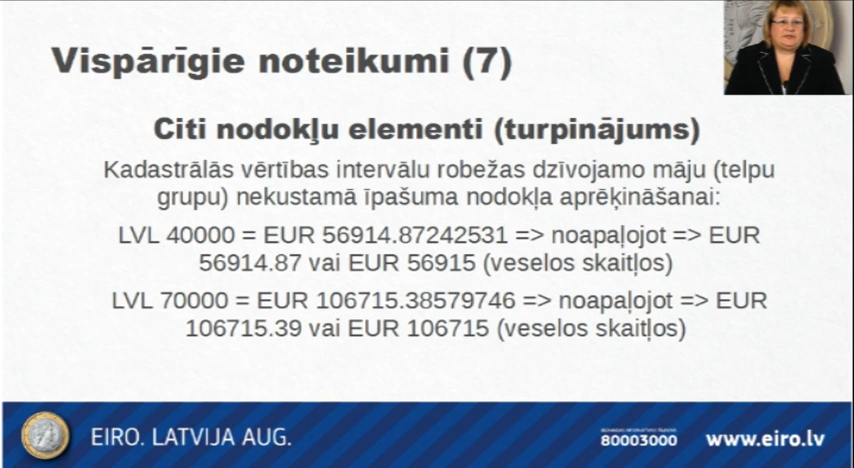 Vispārīgie noteikumi (7)
Citi nodokļu elementi (turpinājums)
Kadastrālās vērtības intervālu robežas dzīvojamo māju (telpu
grupu) nekustamā īpašuma nodokļa aprēķināšanai:
LVL 40000 = EUR 56914.87242531 => noapaļojot => EUR
56914.87 vai EUR 56915 (veselos skaitļos)
LVL 70000 = EUR 106715.38579746 => noapaļojot => EUR
106715.39 vai EUR 106715 (veselos skaitļos)
EIRO. LATVIJA AUG.
80003000
www.eiro.lv